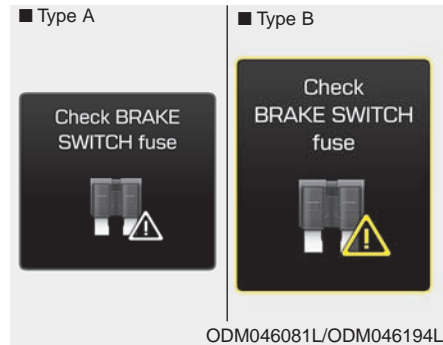 ■ Type A
Check BRAKE
SWITCH fuse
■ Type B
Check
BRAKE SWITCH
fuse
ODM046081L/ODM046194L